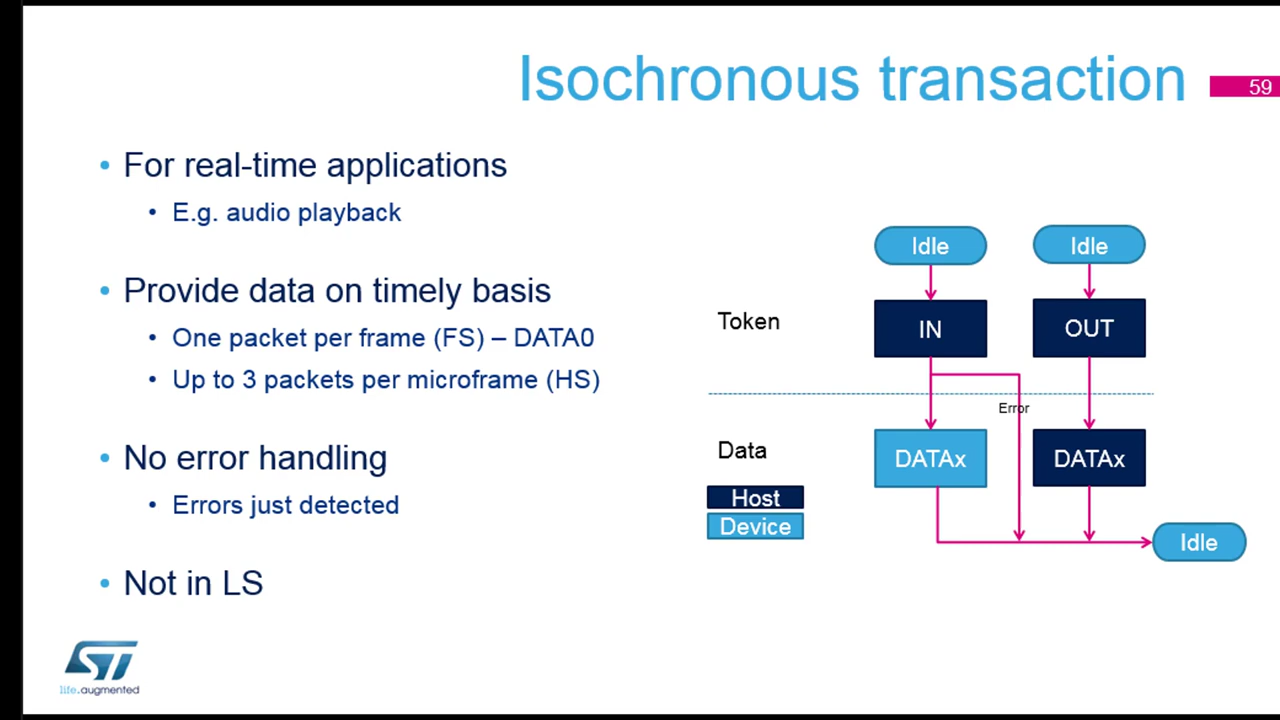 Isochronous transaction
59
• For real-time applications
• E.g. audio playback
• Provide data on timely basis
• One packet per frame (FS) – DATA0
• Up to 3 packets per microframe (HS)
• No error handling
• Errors just detected
• Not in LS
Idle
Idle
Token
IN
OUT
Error
Data
DATAx
DATAx
Host
Device
Idle
ST
life.augmented